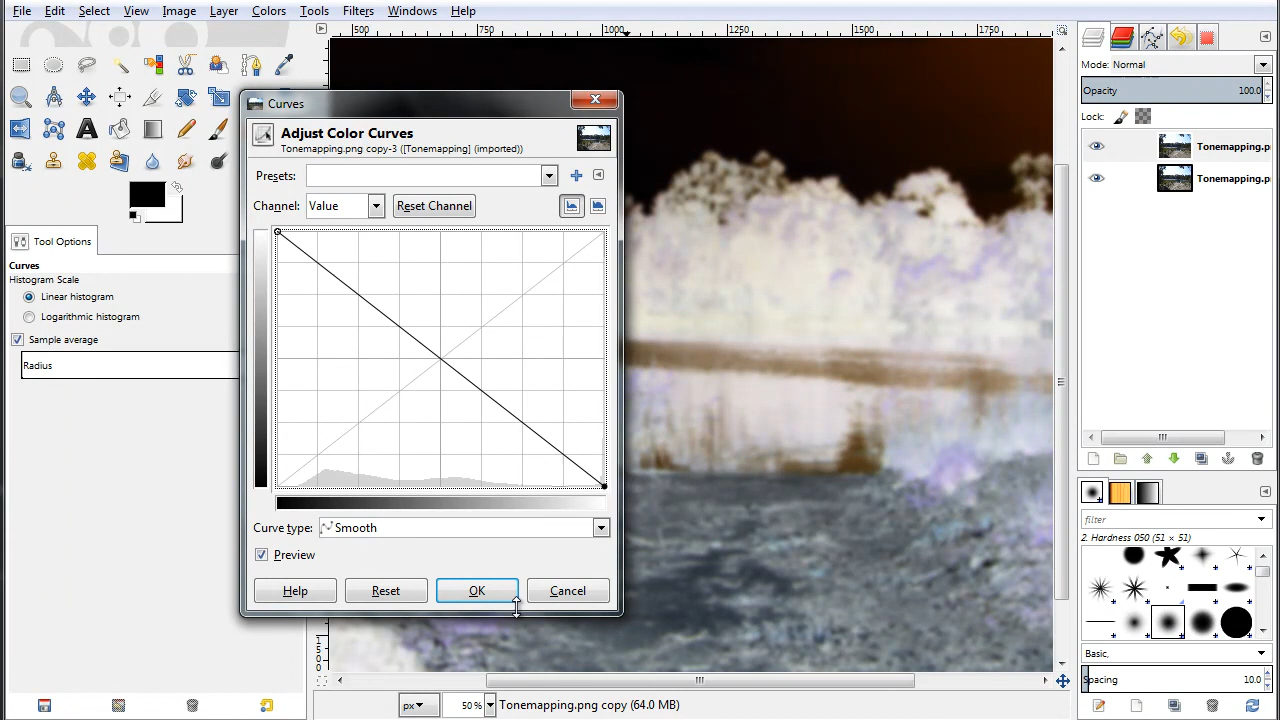 File Edit Select View Image Layer Colors Tools Filters Windows Help
500 750 1000 1250 1500 1750
Mode: Normal
Opacity 100.0
Lock:
Tonemapping.p
Tonemapping.p
Curves
Adjust Color Curves
Tonemapping.png copy-3 ([Tonemapping] (imported))
Presets:
Channel: Value Reset Channel
Tool Options
Curves
Histogram Scale
Linear histogram
Logarithmic histogram
Sample average
Radius
Curve type: Smooth
Preview
Help Reset OK Cancel
filter
2. Hardness 050 (51 × 51)
Basic,
Spacing 10.0
1
5
0
0
px 50% Tonemapping.png copy (64.0 MB)